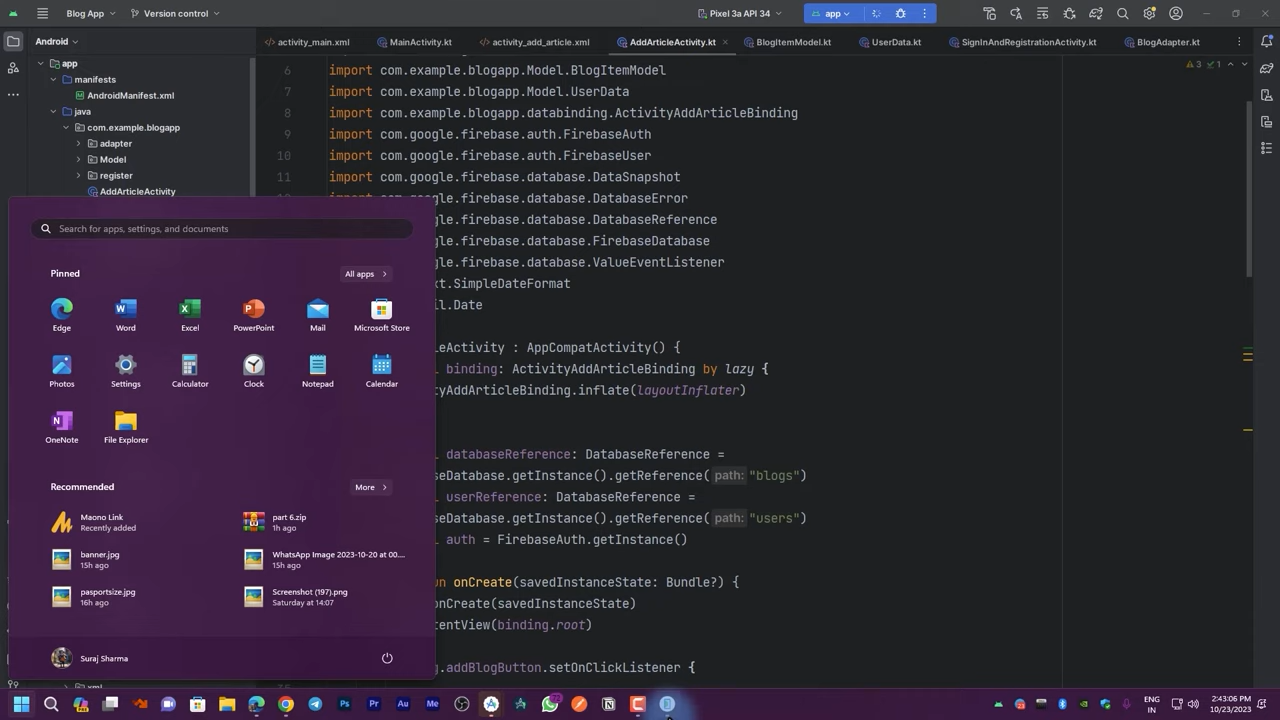 Blog App
Version control
Pixel 3a API 34
app
Android
activity_main.xml
MainActivity.kt
activity_add_article.xml
AddArticleActivity.kt
BlogItemModel.kt
UserData.kt
SignInAndRegistrationActivity.kt
BlogAdapter.kt
app
manifests
AndroidManifest.xml
java
com.example.blogapp
adapter
Model
register
AddArticleActivity
3
1
6 import com.example.blogapp.Model.BlogItemModel
7 import com.example.blogapp.Model.UserData
8 import com.example.blogapp.databinding.ActivityAddArticleBinding
9 import com.google.firebase.auth.FirebaseAuth
10 import com.google.firebase.auth.FirebaseUser
11 import com.google.firebase.database.DataSnapshot
.google.firebase.database.DatabaseError
.google.firebase.database.DatabaseReference
.google.firebase.database.FirebaseDatabase
.google.firebase.database.ValueEventListener
t.SimpleDateFormat
l.Date
leActivity : AppCompatActivity() {
l binding: ActivityAddArticleBinding by lazy {
tyAddArticleBinding.inflate(layoutInflater)
l databaseReference: DatabaseReference =
seDatabase.getInstance().getReference( path: "blogs")
l userReference: DatabaseReference =
seDatabase.getInstance().getReference( path: "users")
l auth = FirebaseAuth.getInstance()
un onCreate(savedInstanceState: Bundle?) {
onCreate(savedInstanceState)
tentView(binding.root)
g.addBlogButton.setOnClickListener {
Search for apps, settings, and documents
Pinned
All apps
Edge
Word
Excel
PowerPoint
Mail
Microsoft Store
Photos
Settings
Calculator
Clock
Notepad
Calendar
OneNote
File Explorer
Recommended
More
Maono Link
Recently added
part 6.zip
1h ago
banner.jpg
15h ago
WhatsApp Image 2023-10-20 at 00....
15h ago
pasportsize.jpg
16h ago
Screenshot (197).png
Saturday at 14:07
Suraj Sharma
ENG
IN
2:43:06 PM
10/23/2023